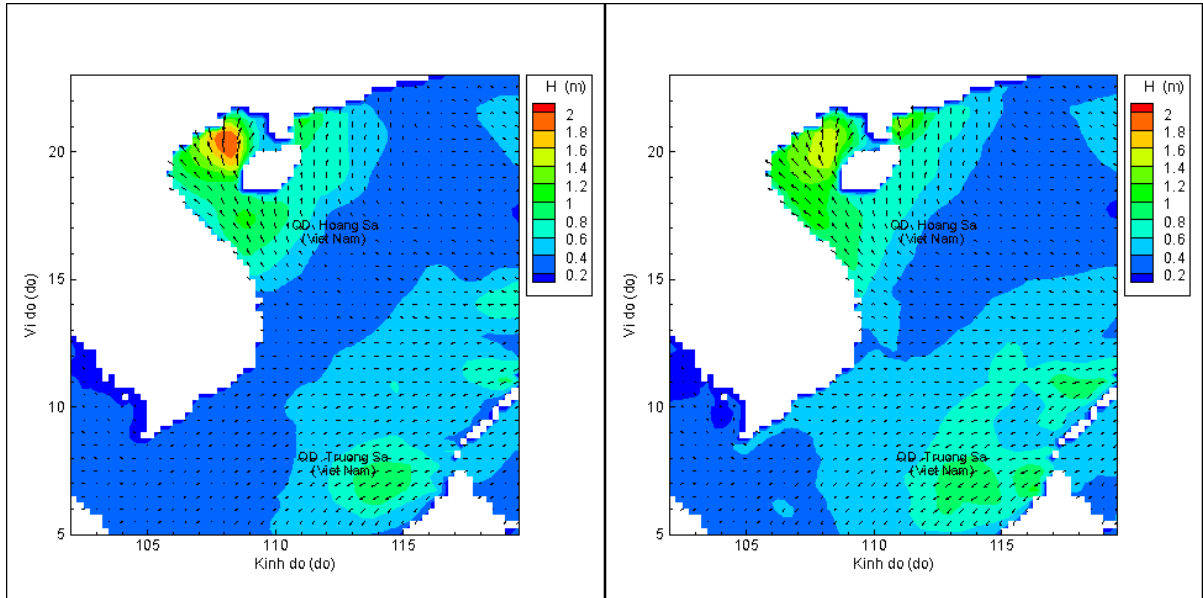 H (m)
2
1.8
1.6
1.4
1.2
1
0.8
0.6
0.4
0.2
Vi do (do)
20
15
10
5
QD. Hoang Sa
(Viet Nam)
QD. Truong Sa
(Viet Nam)
105
110
115
Kinh do (do)
H (m)
2
1.8
1.6
1.4
1.2
1
0.8
0.6
0.4
0.2
Vi do (do)
20
15
10
5
QD. Hoang Sa
(Viet Nam)
QD. Truong Sa
(Viet Nam)
105
110
115
Kinh do (do)